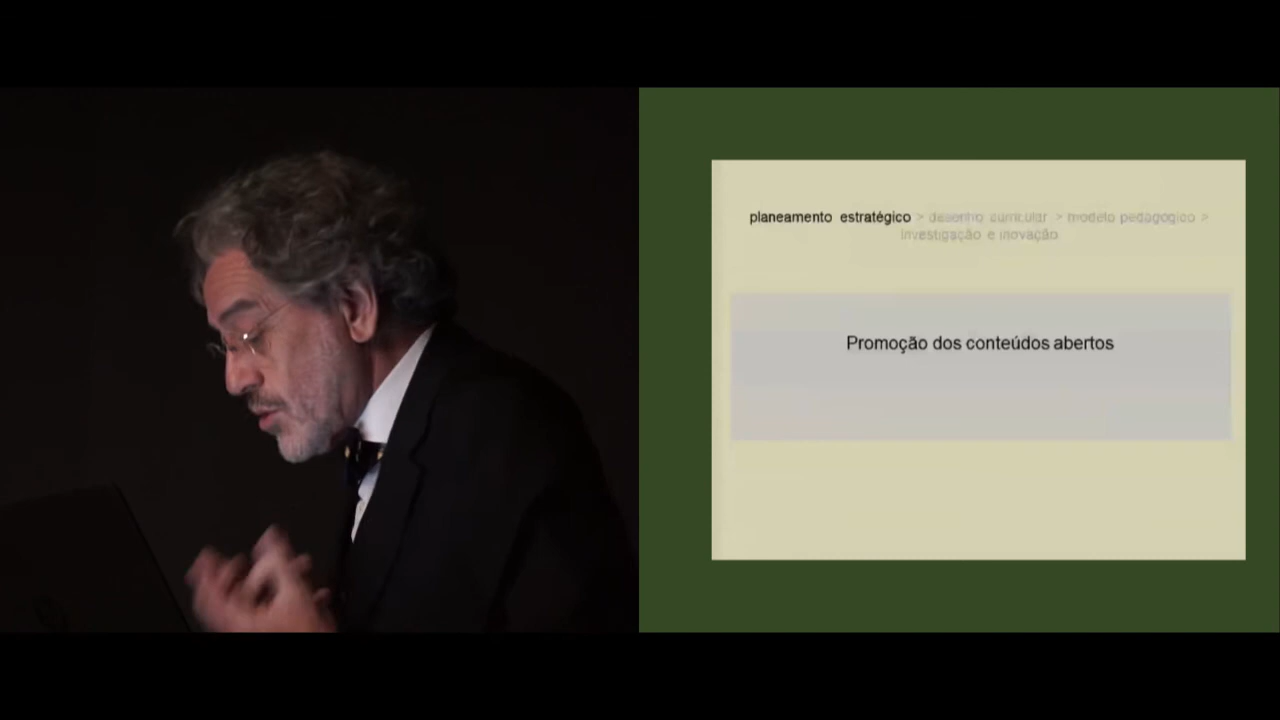 planeamento estratégico > desenho curricular > modelo pedagógico >
investigação e inovação
Promoção dos conteúdos abertos